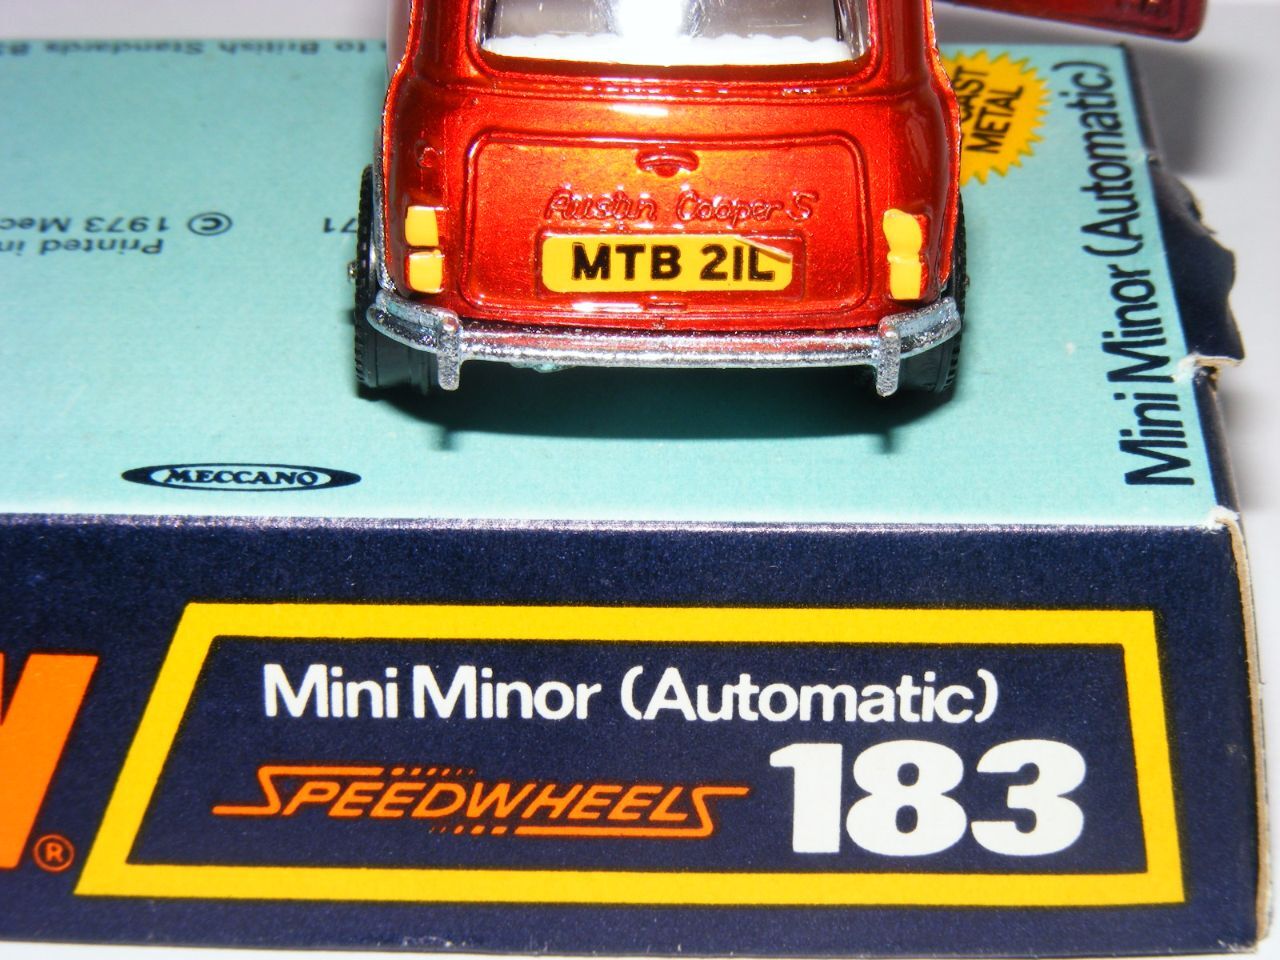 to British Standards
© 1973 Mec
Printed in
71
CAST
METAL
Mini Minor (Automatic)
Austin Cooper S
MTB 21L
MECCANO
Mini Minor (Automatic)
SPEEDWHEELS
183
®